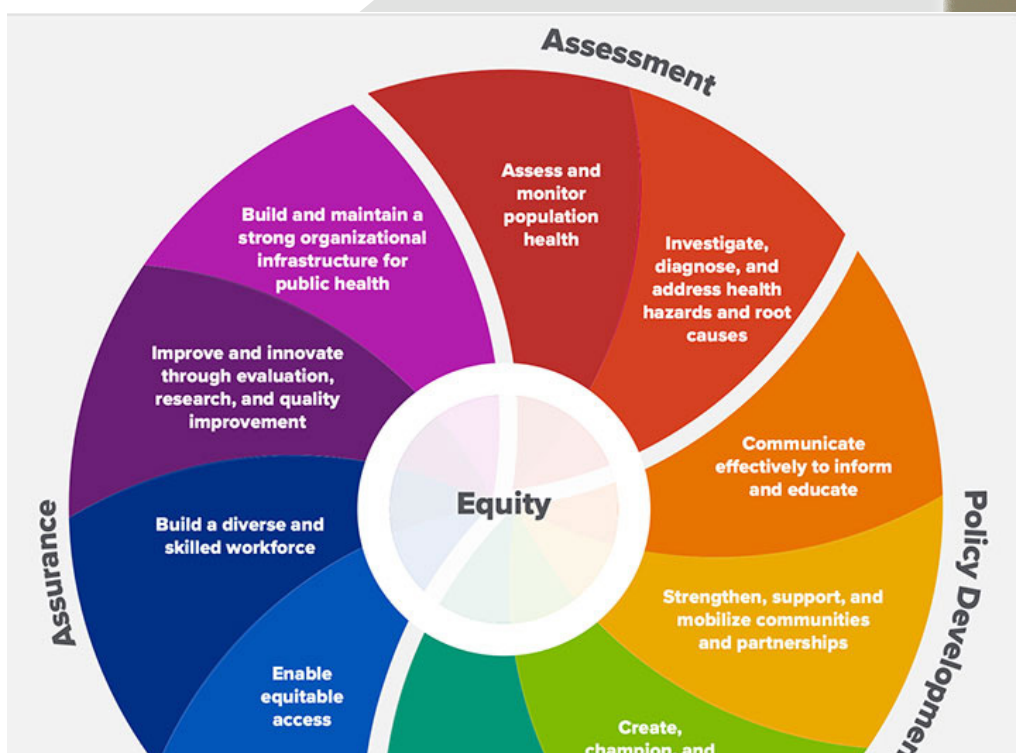 Assessment
Assess and
monitor
population
health
Investigate,
diagnose, and
address health
hazards and root
causes
Communicate
effectively to inform
and educate
Strengthen, support, and
mobilize communities
and partnerships
Create,
champion, and
Policy Developmen
Enable
equitable
access
Build a diverse and
skilled workforce
Improve and innovate
through evaluation,
research, and quality
improvement
Build and maintain a
strong organizational
infrastructure for
public health
Assurance
Equity